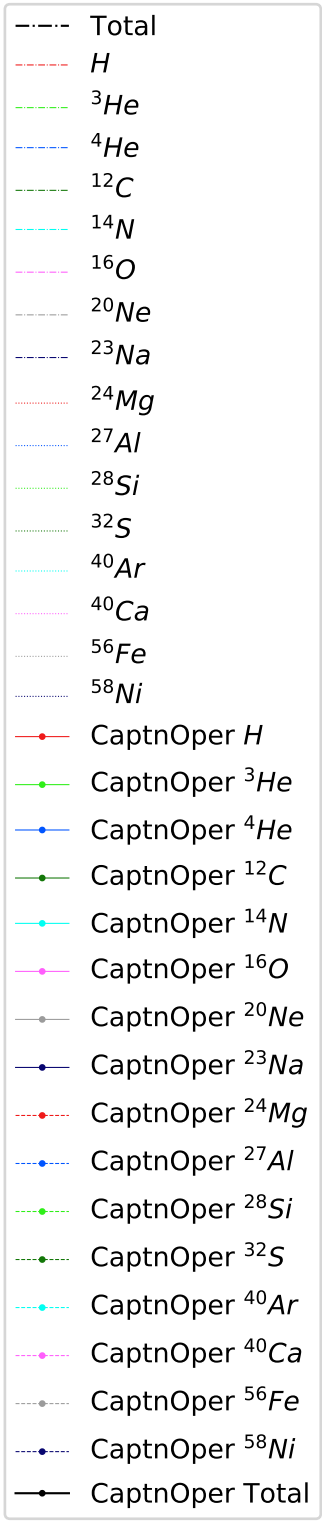 Total
H
³He
⁴He
¹²C
¹⁴N
¹⁶O
²⁰Ne
²³Na
²⁴Mg
²⁷Al
²⁸Si
³²S
⁴⁰Ar
⁴⁰Ca
⁵⁶Fe
⁵⁸Ni
CaptnOper H
CaptnOper ³He
CaptnOper ⁴He
CaptnOper ¹²C
CaptnOper ¹⁴N
CaptnOper ¹⁶O
CaptnOper ²⁰Ne
CaptnOper ²³Na
CaptnOper ²⁴Mg
CaptnOper ²⁷Al
CaptnOper ²⁸Si
CaptnOper ³²S
CaptnOper ⁴⁰Ar
CaptnOper ⁴⁰Ca
CaptnOper ⁵⁶Fe
CaptnOper ⁵⁸Ni
CaptnOper Total